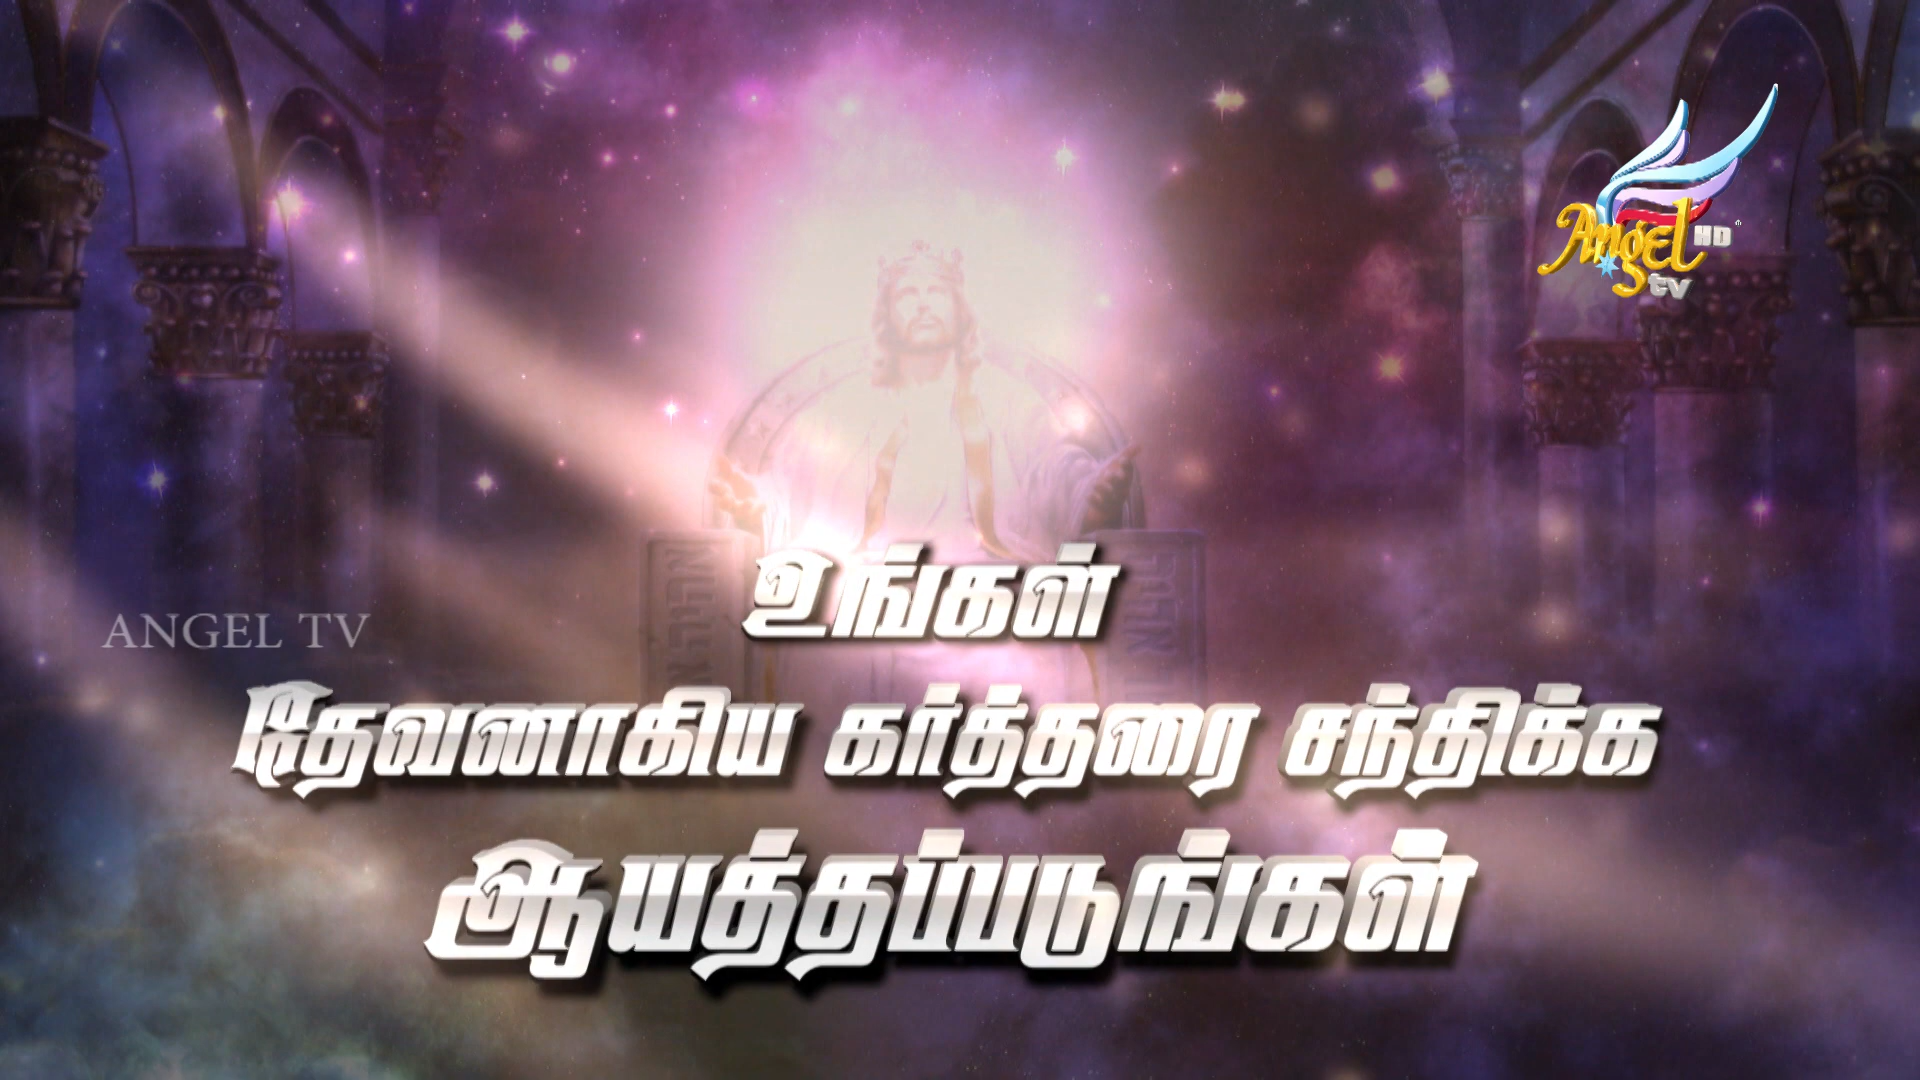 Angel HD
tv
ANGEL TV
உங்கள்
தேவனாகிய கர்த்தரை சந்திக்க
ஆயத்தப்படுங்கள்